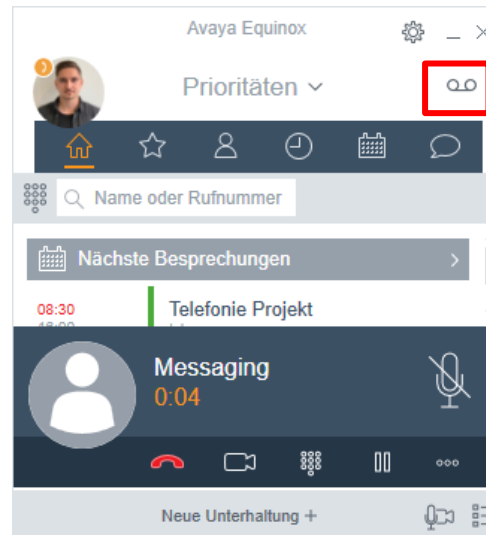 Avaya Equinox
Prioritäten
Name oder Rufnummer
Nächste Besprechungen
08:30
Telefonie Projekt
Messaging
0:04
Neue Unterhaltung +